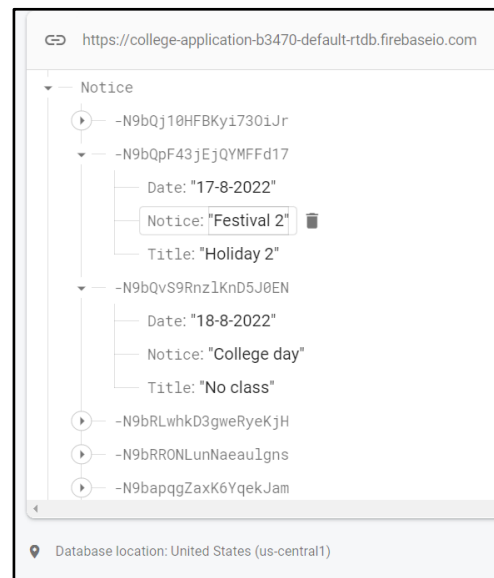 https://college-application-b3470-default-rtdb.firebaseio.com
Notice
-N9bQj10HFBKyi73OiJr
-N9bQpF43jEjQYMFFd17
Date: "17-8-2022"
Notice: "Festival 2"
Title: "Holiday 2"
-N9bQvS9RnzlKnD5J0EN
Date: "18-8-2022"
Notice: "College day"
Title: "No class"
-N9bRLwhkD3gweRyeKjH
-N9bRRONLunNaeaulgns
-N9bapqgZaxK6YqekJam
Database location: United States (us-central1)